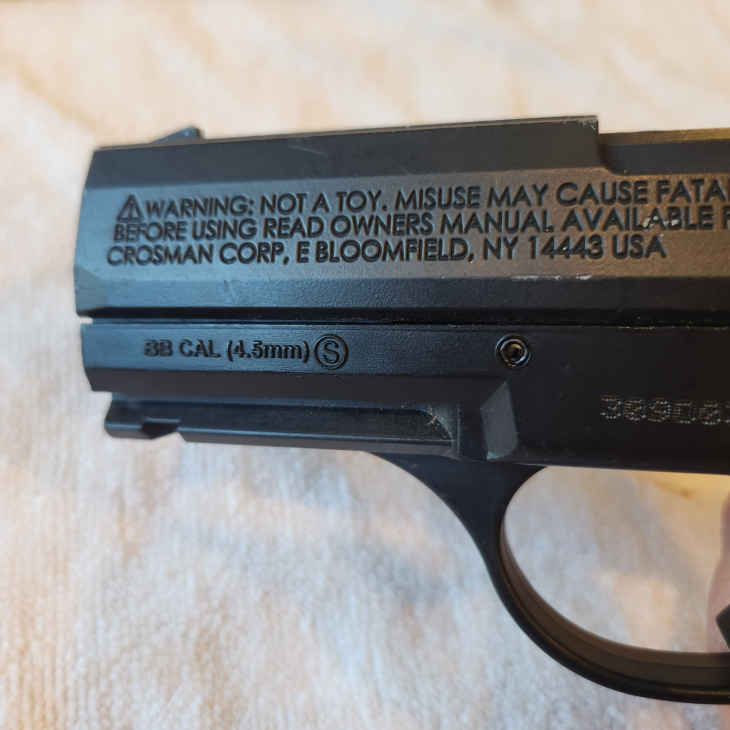 ⚠WARNING: NOT A TOY. MISUSE MAY CAUSE FATA
BEFORE USING READ OWNERS MANUAL AVAILABLE F
CROSMAN CORP, E BLOOMFIELD, NY 14443 USA
BB CAL (4.5mm) Ⓢ